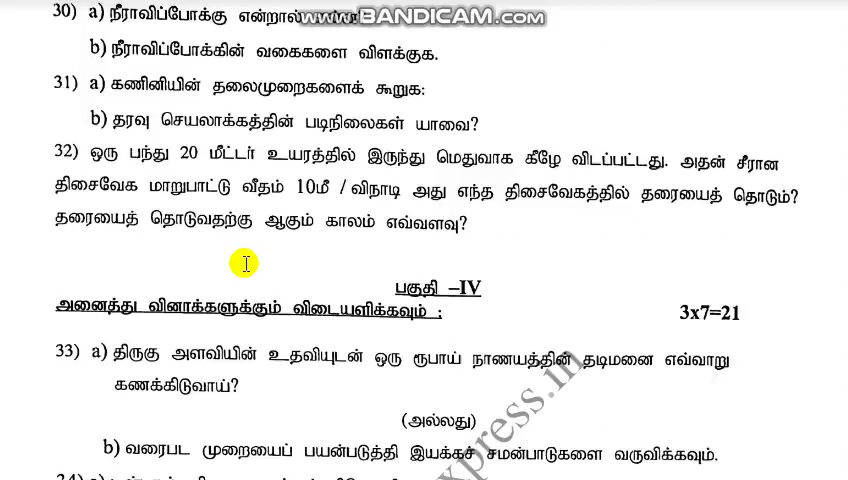 30) a) நீராவிப்போக்கு என்றால்
WWW.BANDICAM.COM
b) நீராவிப்போக்கின் வகைகளை விளக்குக.
31) a) கணினியின் தலைமுறைகளைக் கூறுக:
b) தரவு செயலாக்கத்தின் படிநிலைகள் யாவை?
32) ஒரு பந்து 20 மீட்டர் உயரத்தில் இருந்து மெதுவாக கீழே விடப்பட்டது. அதன் சீரான
திசைவேக மாறுபாட்டு வீதம் 10மீ / விநாடி அது எந்த திசைவேகத்தில் தரையைத் தொடும்?
தரையைத் தொடுவதற்கு ஆகும் காலம் எவ்வளவு?
பகுதி –IV
அனைத்து வினாக்களுக்கும் விடையளிக்கவும் : 3x7=21
33) a) திருகு அளவியின் உதவியுடன் ஒரு ரூபாய் நாணயத்தின் தடிமனை எவ்வாறு
கணக்கிடுவாய்?
(அல்லது)
b) வரைபட முறையைப் பயன்படுத்தி இயக்கச் சமன்பாடுகளை வருவிக்கவும்.
xpress.in